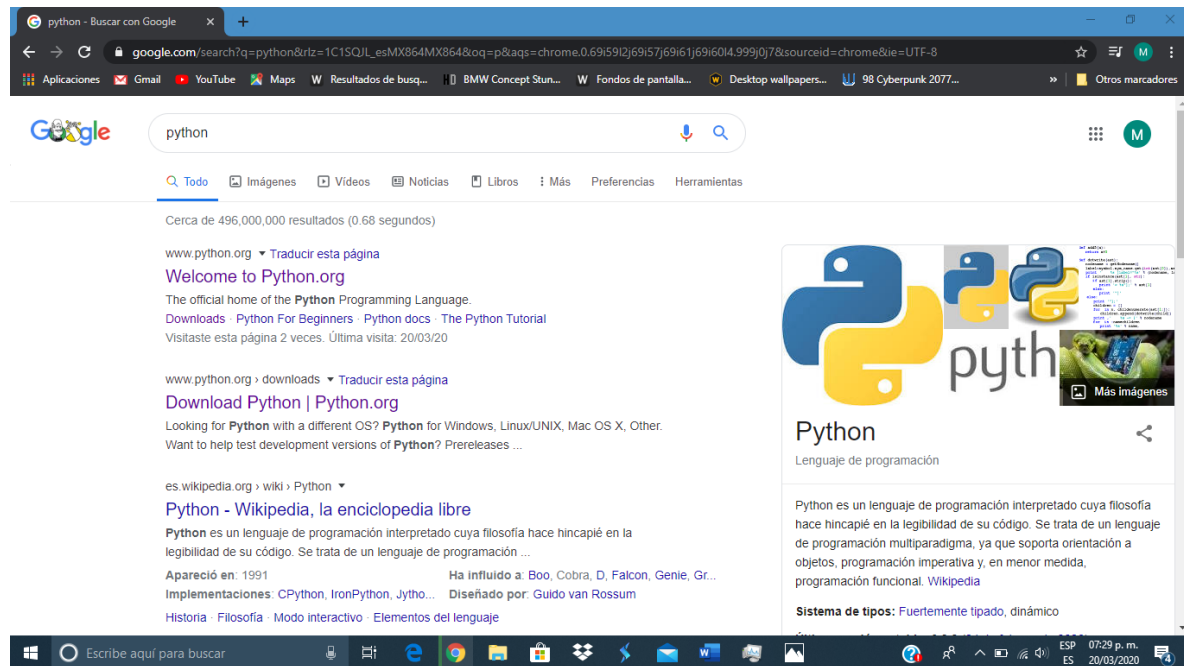 python - Buscar con Google
google.com/search?q=python&rlz=1C1SQJL_esMX864MX864&oq=p&aqs=chrome.0.69i59l2j69i57j69i61j69i60l4.999j0j7&sourceid=chrome&ie=UTF-8
M
Aplicaciones Gmail YouTube Maps Resultados de busq... BMW Concept Stun... Fondos de pantalla... Desktop wallpapers... 98 Cyberpunk 2077... » Otros marcadores
Google
python
M
Todo Imágenes Vídeos Noticias Libros Más Preferencias Herramientas
Cerca de 496,000,000 resultados (0.68 segundos)
www.python.org Traducir esta página
Welcome to Python.org
The official home of the Python Programming Language.
Downloads · Python For Beginners · Python docs · The Python Tutorial
Visitaste esta página 2 veces. Última visita: 20/03/20
www.python.org › downloads Traducir esta página
Download Python | Python.org
Looking for Python with a different OS? Python for Windows, Linux/UNIX, Mac OS X, Other.
Want to help test development versions of Python? Prereleases ...
es.wikipedia.org › wiki › Python
Python - Wikipedia, la enciclopedia libre
Python es un lenguaje de programación interpretado cuya filosofía hace hincapié en la
legibilidad de su código. Se trata de un lenguaje de programación ...
Apareció en: 1991 Ha influido a: Boo, Cobra, D, Falcon, Genie, Gr...
Implementaciones: CPython, IronPython, Jytho... Diseñado por: Guido van Rossum
Historia · Filosofía · Modo interactivo · Elementos del lenguaje
pyth
Más imágenes
Python
Lenguaje de programación
Python es un lenguaje de programación interpretado cuya filosofía
hace hincapié en la legibilidad de su código. Se trata de un lenguaje
de programación multiparadigma, ya que soporta orientación a
objetos, programación imperativa y, en menor medida,
programación funcional. Wikipedia
Sistema de tipos: Fuertemente tipado, dinámico
Escribe aquí para buscar
ESP
ES
07:29 p. m.
20/03/2020
4